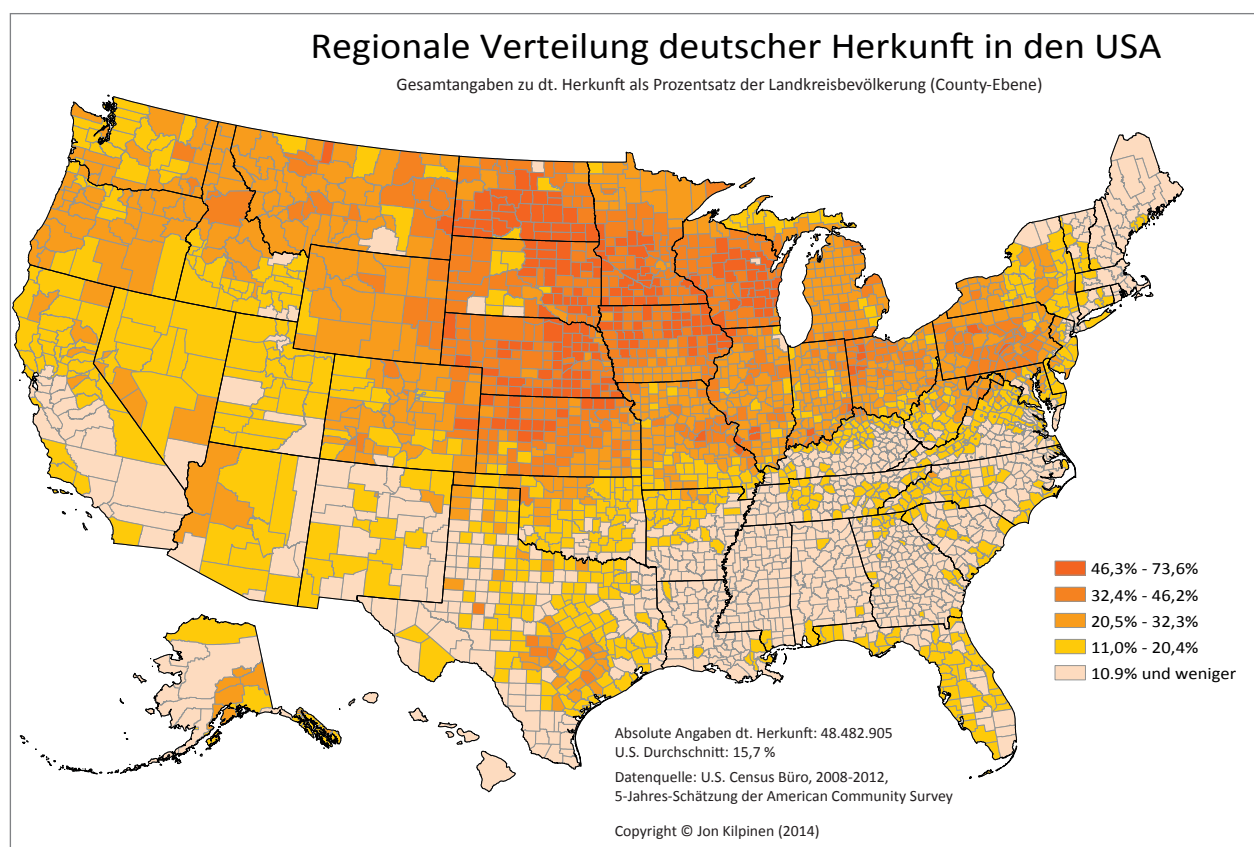 Regionale Verteilung deutscher Herkunft in den USA
Gesamtangaben zu dt. Herkunft als Prozentsatz der Landkreisbevölkerung (County-Ebene)
46,3% - 73,6%
32,4% - 46,2%
20,5% - 32,3%
11,0% - 20,4%
10.9% und weniger
Absolute Angaben dt. Herkunft: 48.482.905
U.S. Durchschnitt: 15,7 %
Datenquelle: U.S. Census Büro, 2008-2012,
5-Jahres-Schätzung der American Community Survey
Copyright © Jon Kilpinen (2014)